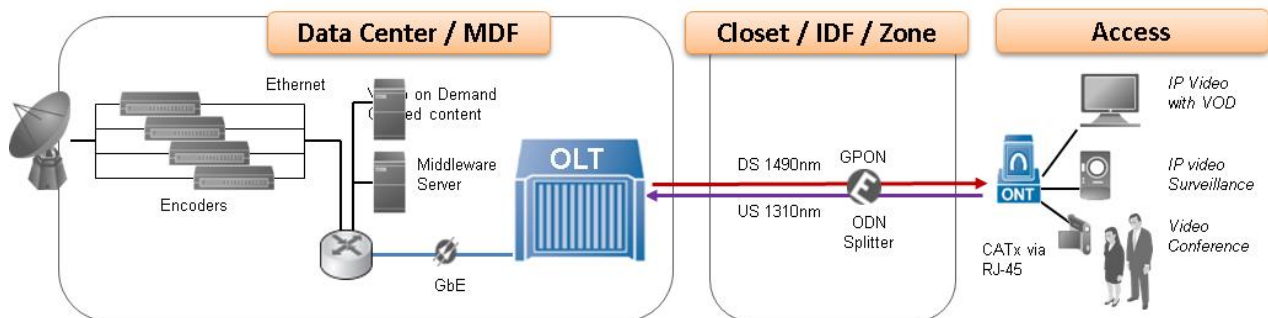 Data Center / MDF
Closet / IDF / Zone
Access
Ethernet
on Demand
content
Middleware
Server
Encoders
OLT
GbE
DS 1490nm
GPON
US 1310nm
ODN
Splitter
ONT
CATx via
RJ-45
IP Video
with VOD
IP video
Surveillance
Video
Conference